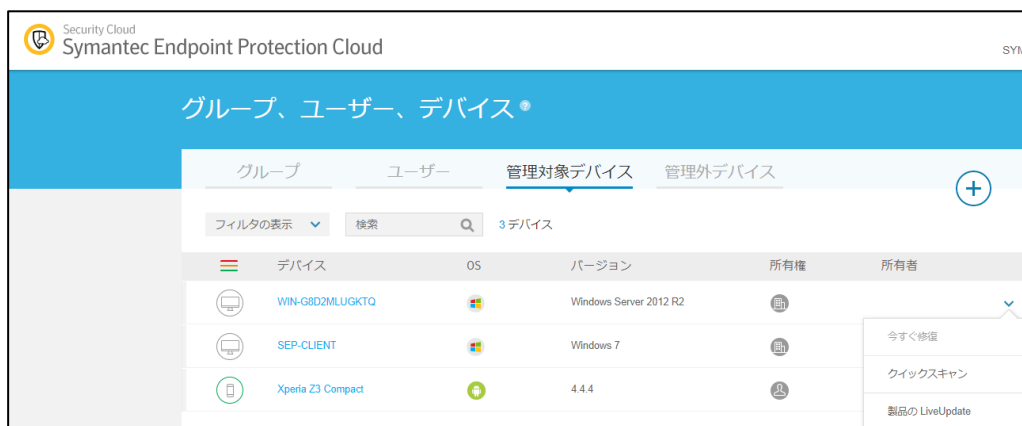 Security Cloud
Symantec Endpoint Protection Cloud
SYM
グループ、ユーザー、デバイス ?
グループ ユーザー 管理対象デバイス 管理外デバイス
フィルタの表示 検索 3 デバイス
デバイス OS バージョン 所有権 所有者
WIN-G8D2MLUGKTQ Windows Server 2012 R2
SEP-CLIENT Windows 7
Xperia Z3 Compact 4.4.4
今すぐ修復
クイックスキャン
製品の LiveUpdate